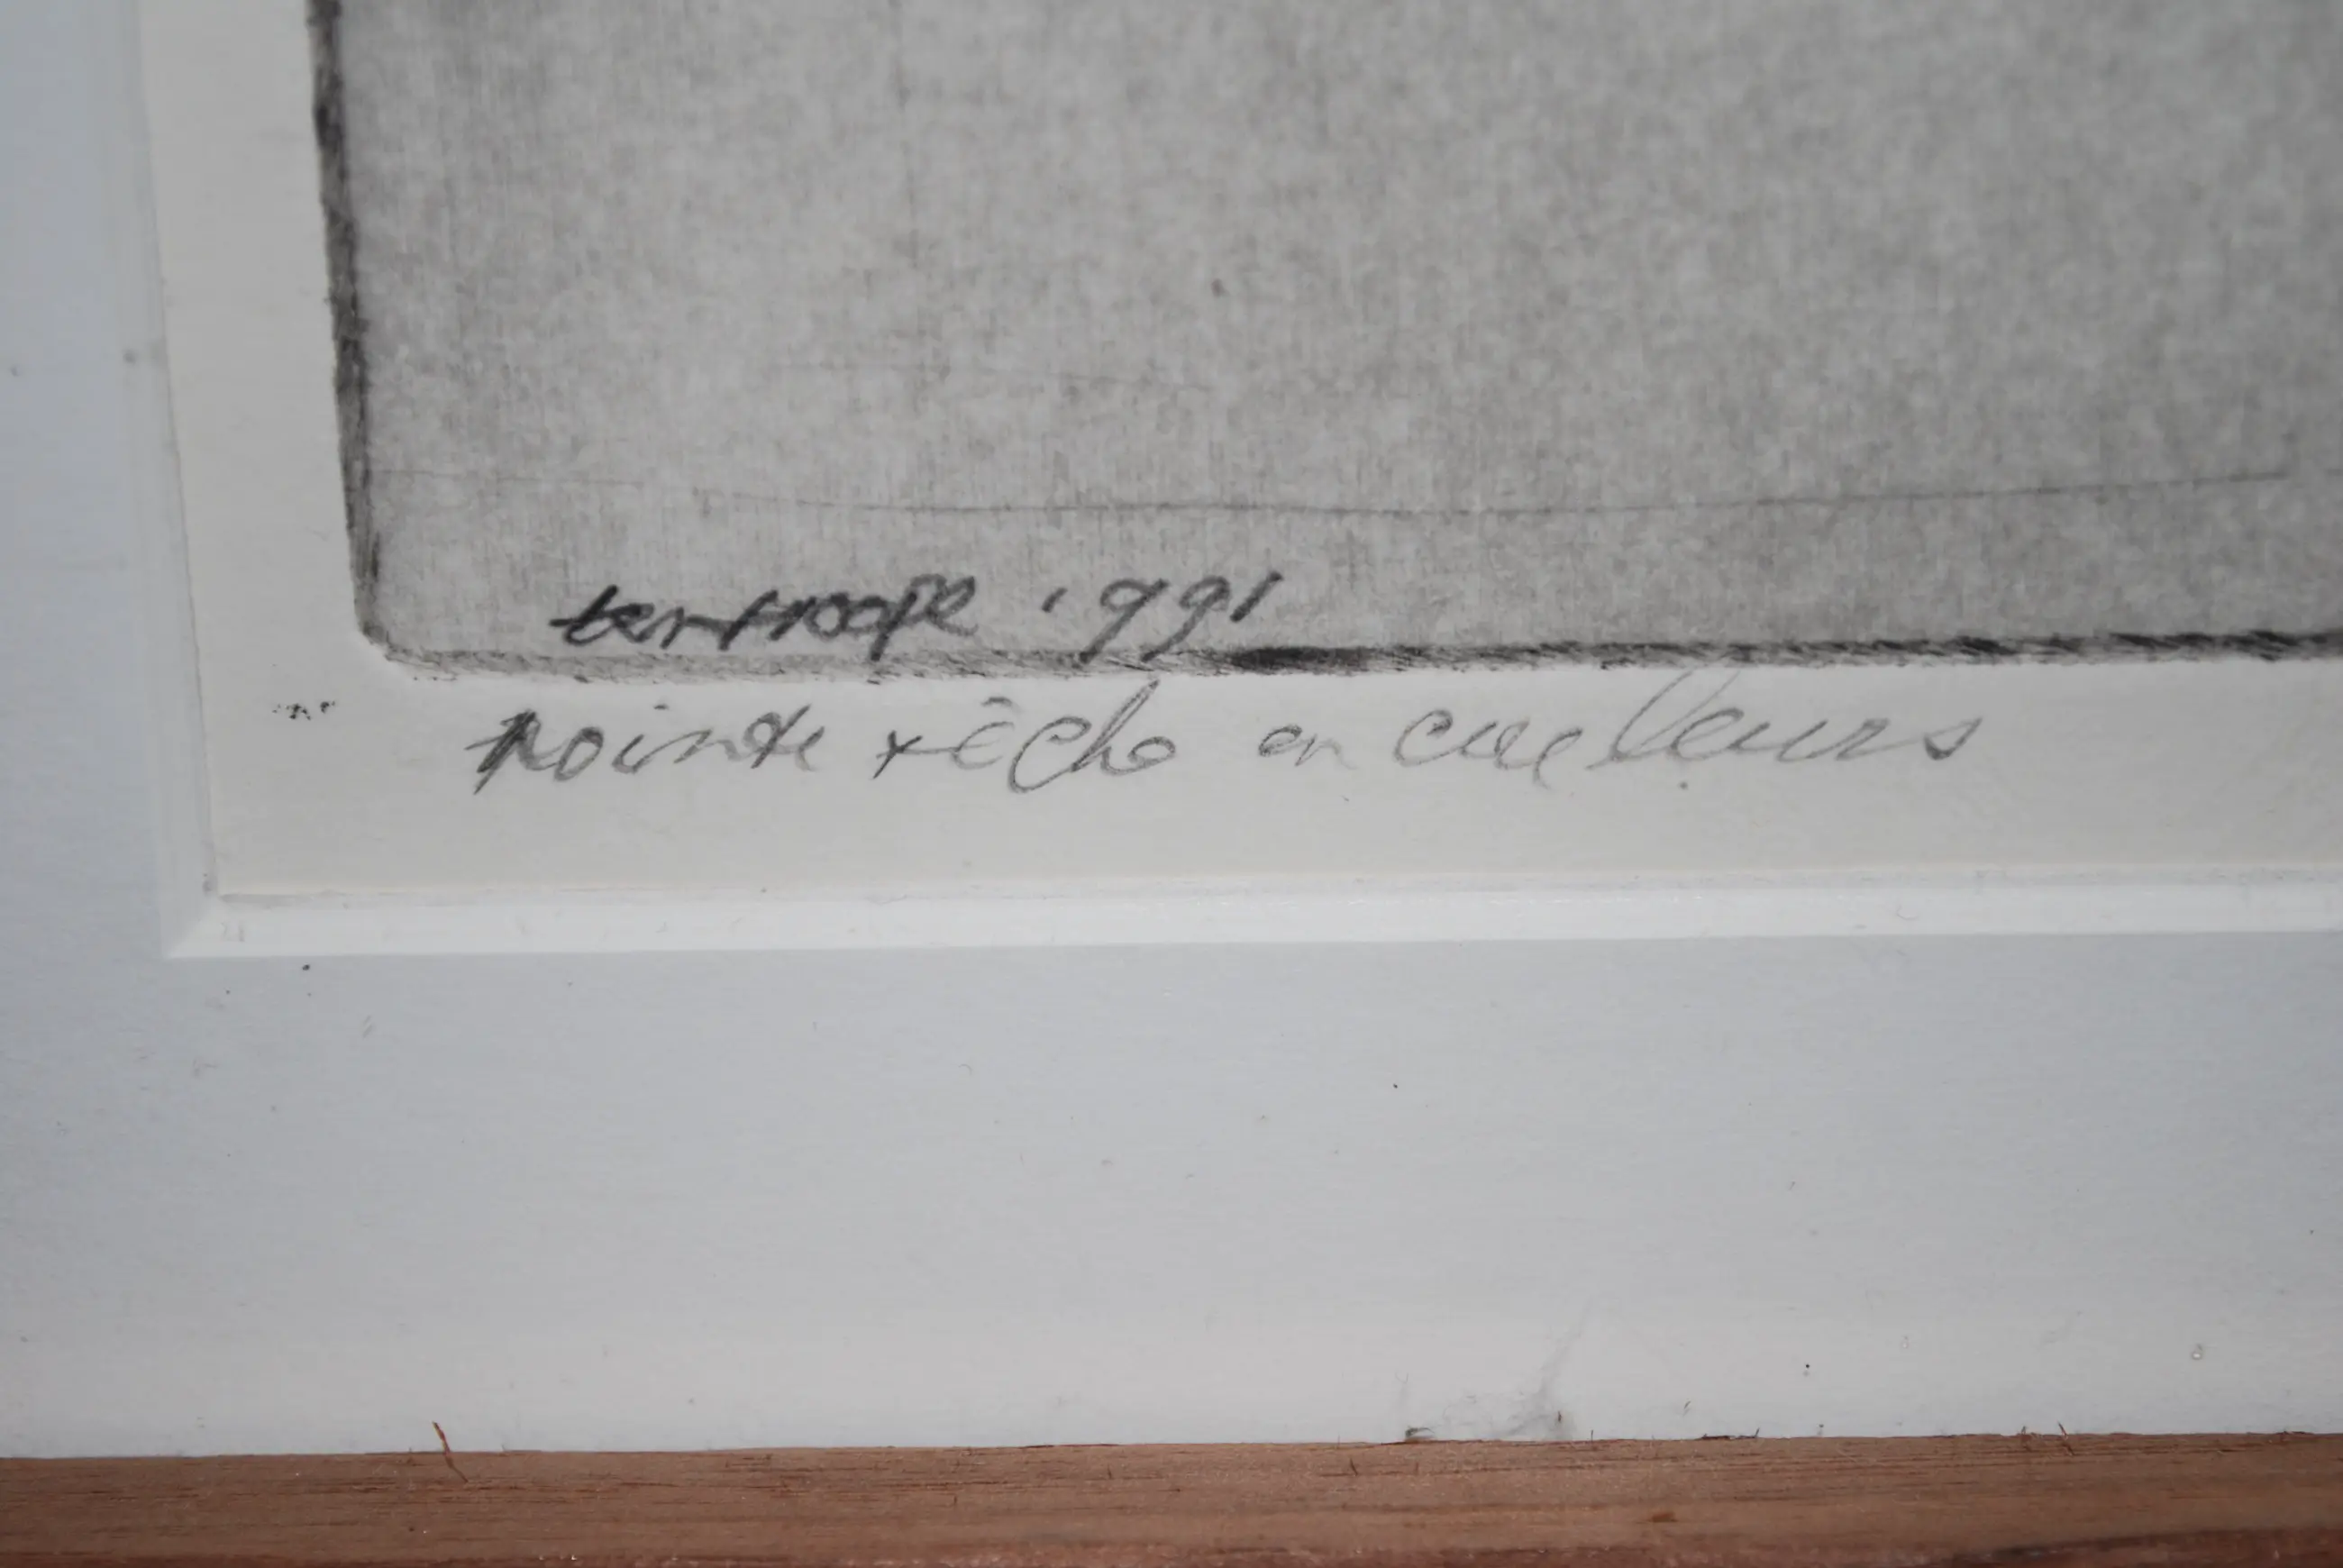 1991
pointe sèche en couleurs